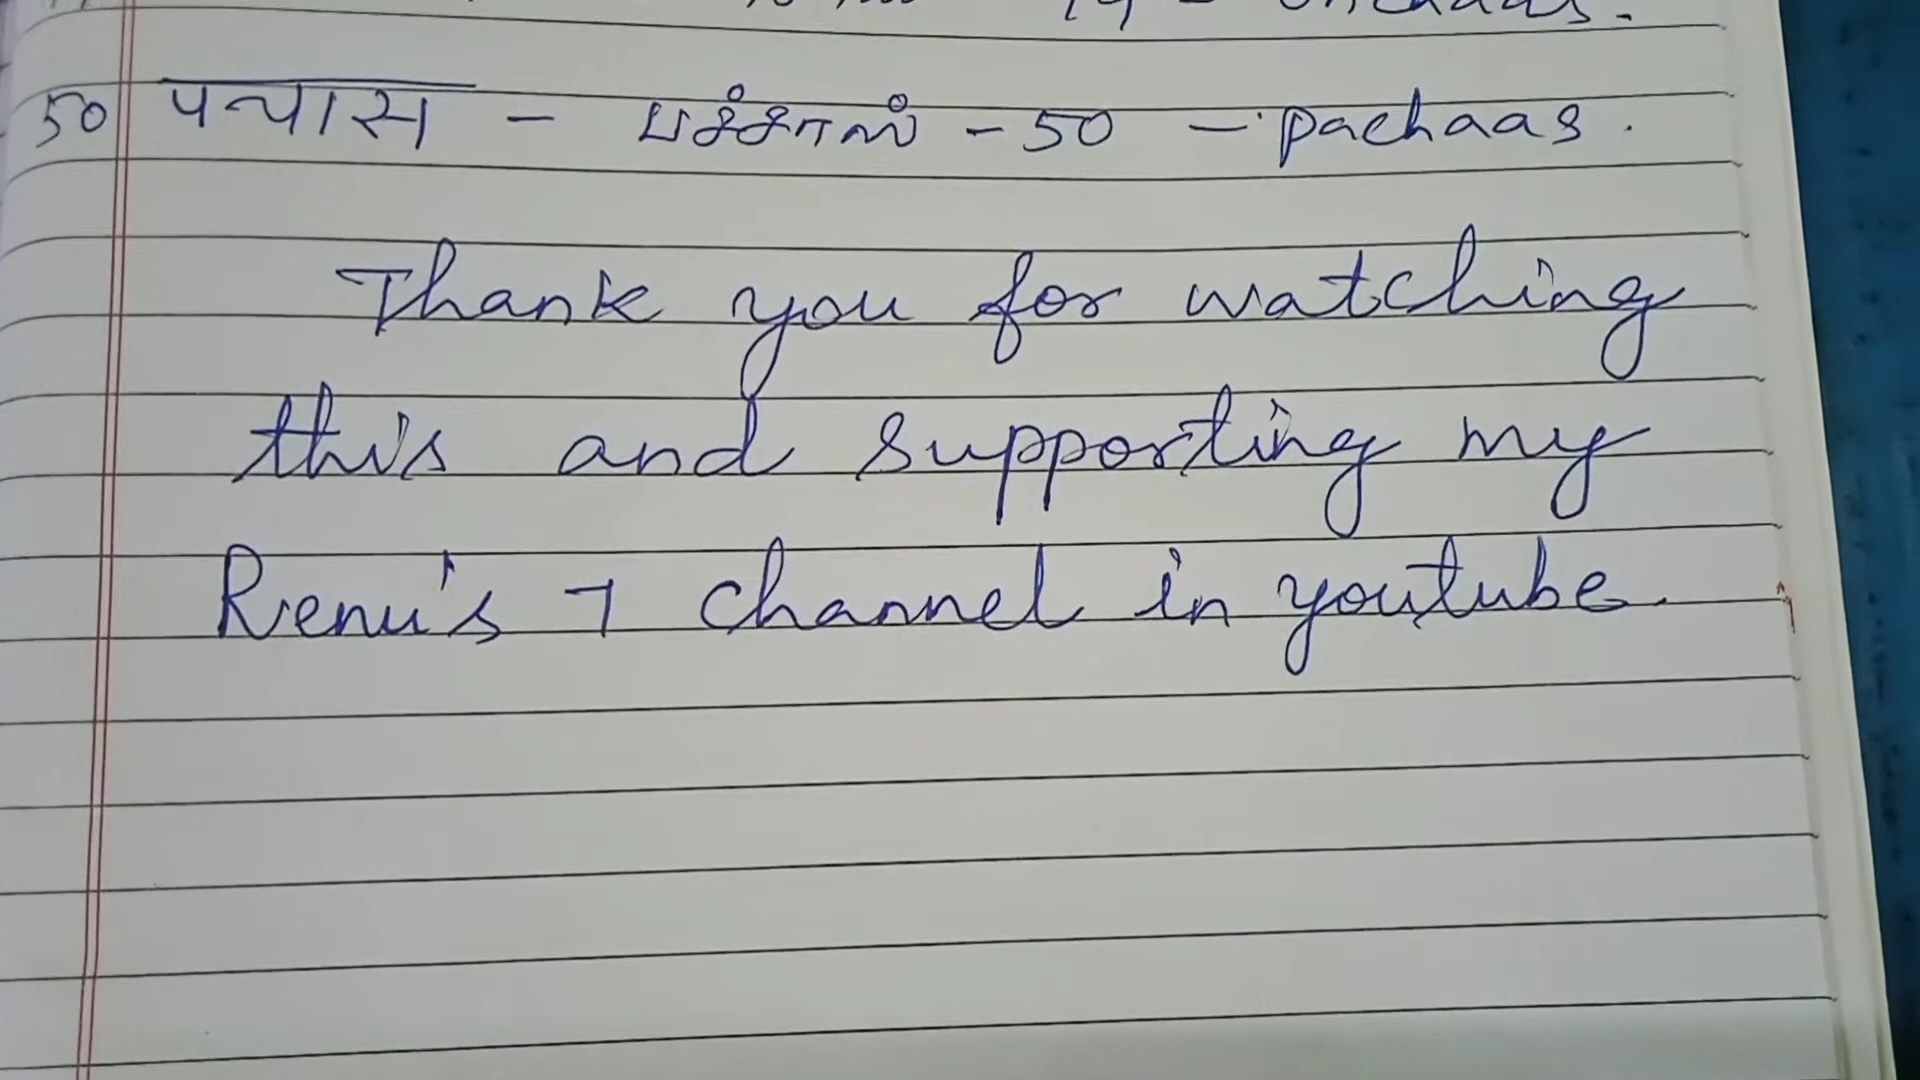 50 पचास - பச்சாஸ் - 50 - pachaas.
Thank you for watching
this and supporting my
Renu's 7 channel in youtube.